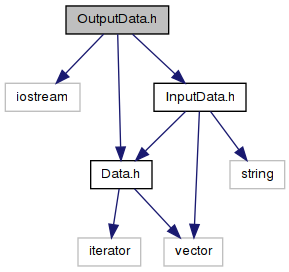 OutputData.h
iostream
InputData.h
Data.h
string
iterator
vector